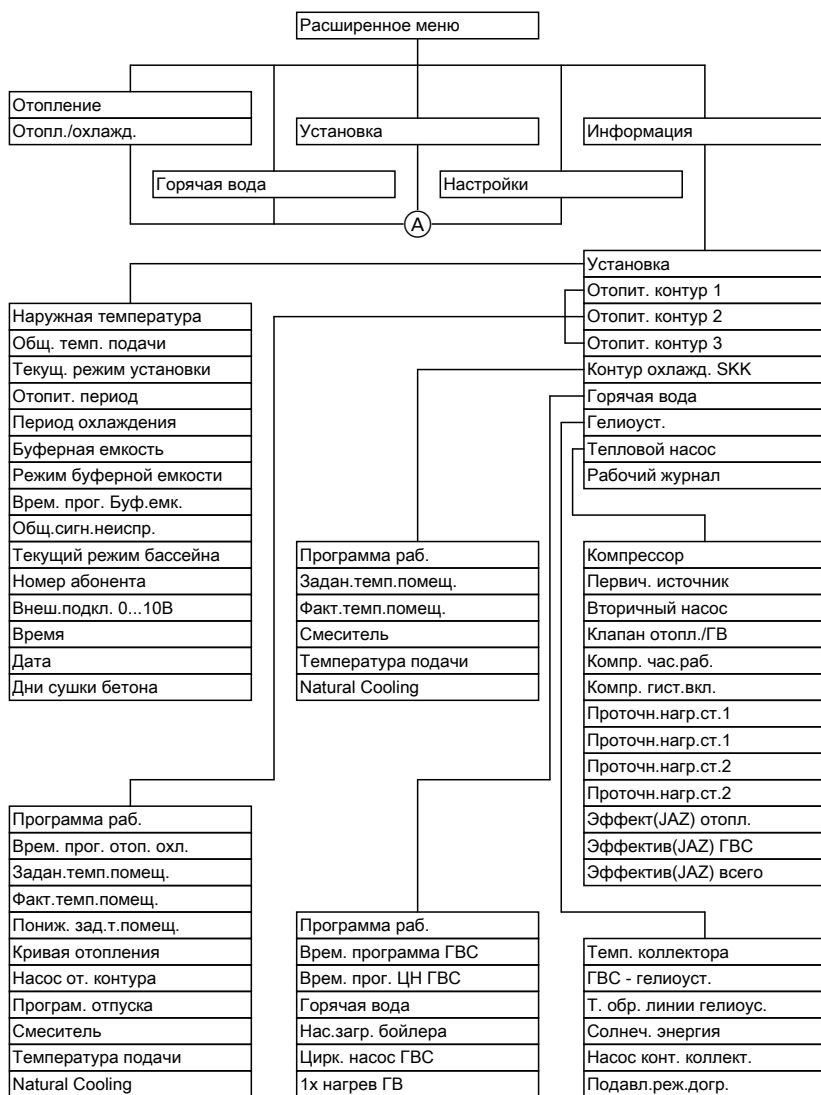 Расширенное меню
Отопление
Отопл./охлажд.
Установка
Информация
Горячая вода
Настройки
A
Установка
Отопит. контур 1
Отопит. контур 2
Отопит. контур 3
Контур охлажд. SKK
Горячая вода
Гелиоуст.
Тепловой насос
Рабочий журнал
Наружная температура
Общ. темп. подачи
Текущ. режим установки
Отопит. период
Период охлаждения
Буферная емкость
Режим буферной емкости
Врем. прог. Буф.емк.
Общ.сигн.неиспр.
Текущий режим бассейна
Номер абонента
Внеш.подкл. 0...10В
Время
Дата
Дни сушки бетона
Программа раб.
Задан.темп.помещ.
Факт.темп.помещ.
Смеситель
Температура подачи
Natural Cooling
Компрессор
Первич. источник
Вторичный насос
Клапан отопл./ГВ
Компр. час.раб.
Компр. гист.вкл.
Проточн.нагр.ст.1
Проточн.нагр.ст.1
Проточн.нагр.ст.2
Проточн.нагр.ст.2
Эффект(JAZ) отопл.
Эффектив(JAZ) ГВС
Эффектив(JAZ) всего
Программа раб.
Врем. прог. отоп. охл.
Задан.темп.помещ.
Факт.темп.помещ.
Пониж. зад.т.помещ.
Кривая отопления
Насос от. контура
Програм. отпуска
Смеситель
Температура подачи
Natural Cooling
Программа раб.
Врем. программа ГВС
Врем. прог. ЦН ГВС
Горячая вода
Нас.загр. бойлера
Цирк. насос ГВС
1х нагрев ГВ
Темп. коллектора
ГВС - гелиоуст.
Т. обр. линии гелиоус.
Солнеч. энергия
Насос конт. коллект.
Подавл.реж.догр.